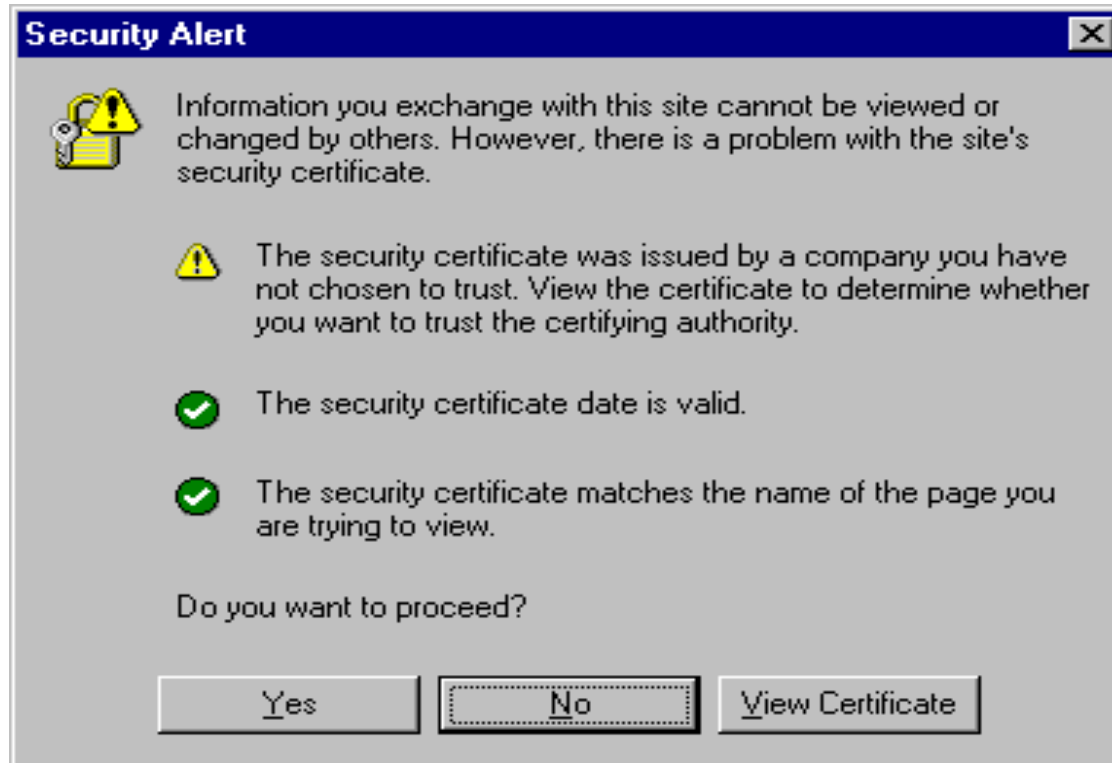 Security Alert
Information you exchange with this site cannot be viewed or
changed by others. However, there is a problem with the site's
security certificate.
The security certificate was issued by a company you have
not chosen to trust. View the certificate to determine whether
you want to trust the certifying authority.
The security certificate date is valid.
The security certificate matches the name of the page you
are trying to view.
Do you want to proceed?
Yes No View Certificate